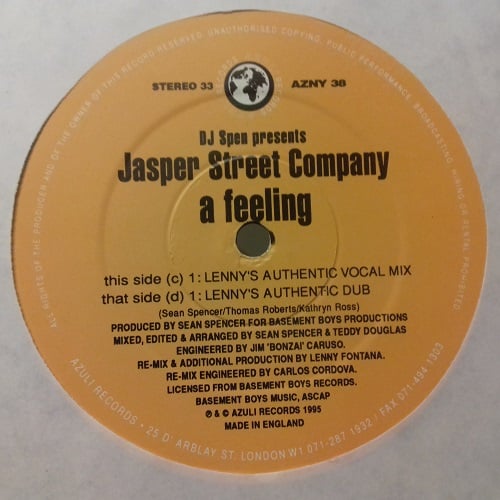 ALL RIGHTS OF THE PRODUCER AND OF THE OWNER OF THIS RECORD RESERVED. UNAUTHORISED COPYING, PUBLIC PERFORMANCE, BROADCASTING, HIRING OR RENTAL PROHIBITED
STEREO 33
AZNY 38
DJ Spen presents
Jasper Street Company
a feeling
this side (c) 1: LENNY'S AUTHENTIC VOCAL MIX
that side (d) 1: LENNY'S AUTHENTIC DUB
(Sean Spencer/Thomas Roberts/Kathryn Ross)
PRODUCED BY SEAN SPENCER FOR BASEMENT BOYS PRODUCTIONS
MIXED, EDITED & ARRANGED BY SEAN SPENCER & TEDDY DOUGLAS
ENGINEERED BY JIM 'BONZAI' CARUSO.
RE-MIX & ADDITIONAL PRODUCTION BY LENNY FONTANA.
RE-MIX ENGINEERED BY CARLOS CORDOVA.
LICENSED FROM BASEMENT BOYS RECORDS.
BASEMENT BOYS MUSIC, ASCAP
℗ & © AZULI RECORDS 1995
MADE IN ENGLAND
AZULI RECORDS • 25 D'ARBLAY ST. LONDON W1 071-287 1932 / FAX 071-494 1303